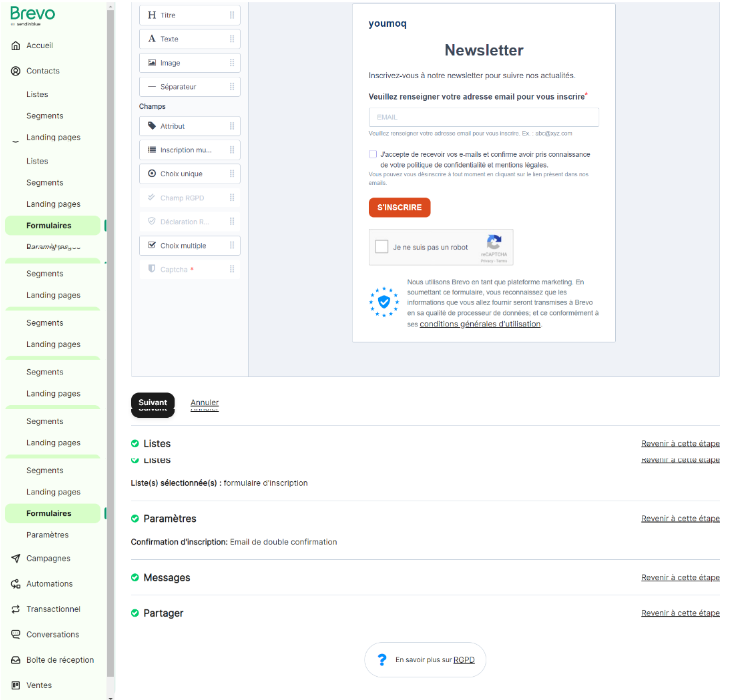 Brevo
Accueil
Contacts
Listes
Segments
Landing pages
Listes
Segments
Landing pages
Formulaires
Segments
Landing pages
Segments
Landing pages
Segments
Landing pages
Segments
Landing pages
Segments
Landing pages
Formulaires
Paramètres
Campagnes
Automations
Transactionnel
Conversations
Boîte de réception
Ventes
Titre
Texte
Image
Séparateur
Champs
Attribut
Inscription mu...
Choix unique
Champ RGPD
Déclaration R...
Choix multiple
Captcha *
youmoq
Newsletter
Inscrivez-vous à notre newsletter pour suivre nos actualités.
Veuillez renseigner votre adresse email pour vous inscrire*
EMAIL
Veuillez renseigner votre adresse email pour vous inscrire. Ex. : abc@xyz.com
J'accepte de recevoir vos e-mails et confirme avoir pris connaissance
de votre politique de confidentialité et mentions légales.
Vous pouvez vous désinscrire à tout moment en cliquant sur le lien présent dans nos
emails.
S'INSCRIRE
Je ne suis pas un robot
reCAPTCHA
Nous utilisons Brevo en tant que plateforme marketing. En
soumettant ce formulaire, vous reconnaissez que les
informations que vous allez fournir seront transmises à Brevo
en sa qualité de processeur de données; et ce conformément à
ses conditions générales d'utilisation.
Suivant Annuler
Listes Revenir à cette étape
Listes Revenir à cette étape
Liste(s) sélectionnée(s) : formulaire d'inscription
Paramètres Revenir à cette étape
Confirmation d'inscription: Email de double confirmation
Messages Revenir à cette étape
Partager Revenir à cette étape
? En savoir plus sur RGPD